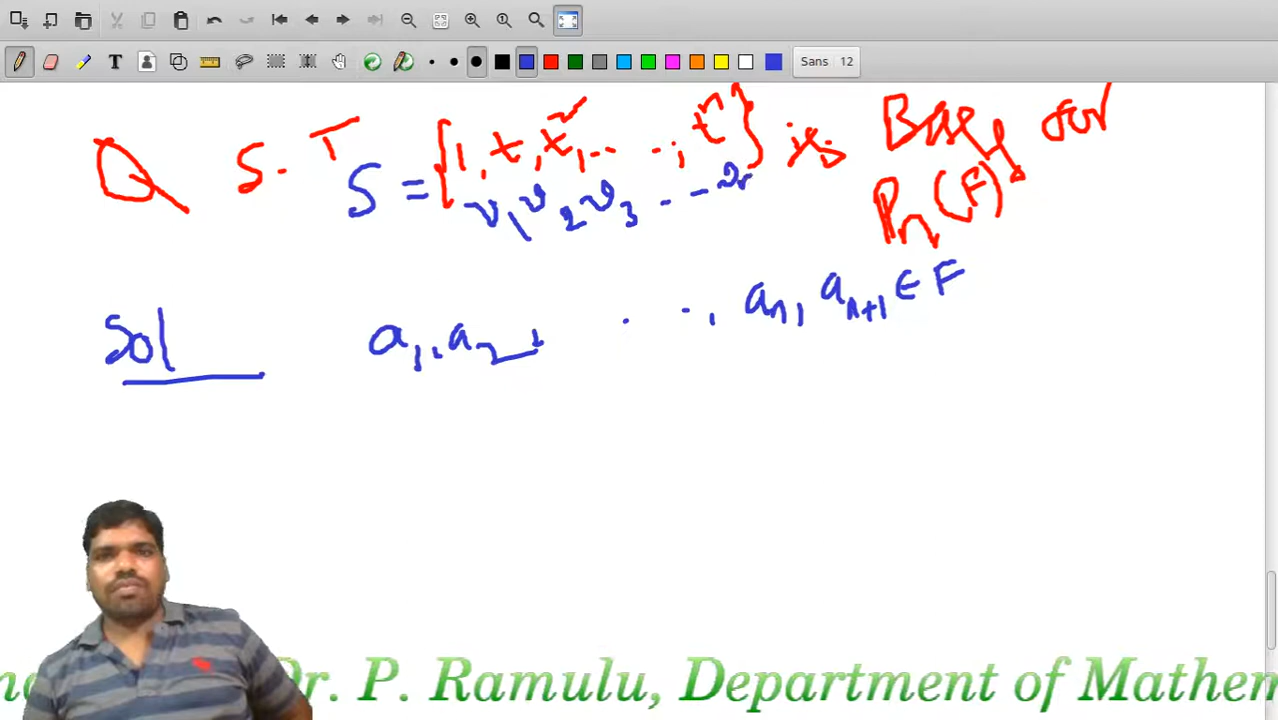 Sans 12
Q S.T S = {1, t, t², . . . . , tⁿ} is Basis for
v₁ v₂ v₃ . . -
Pn(F).
Sol a₁, a₂, . . . , an, an+1 ∈ F
Dr. P. Ramulu, Department of Mathem